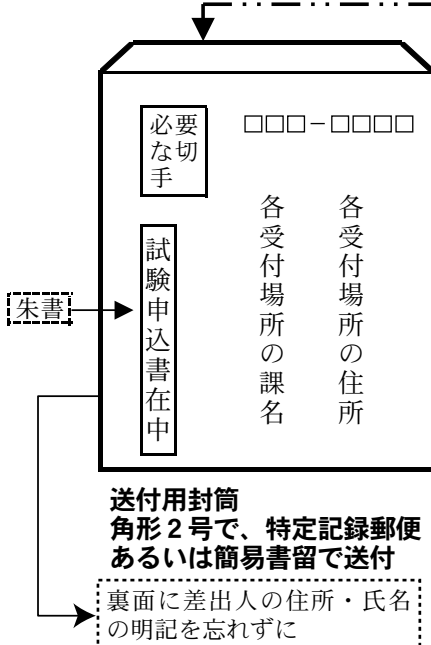 □□□−□□□□
各受付場所の住所
各受付場所の課名
必要
な切
手
試験申込書在中
朱書
送付用封筒
角形２号で、特定記録郵便
あるいは簡易書留で送付
裏面に差出人の住所・氏名
の明記を忘れずに